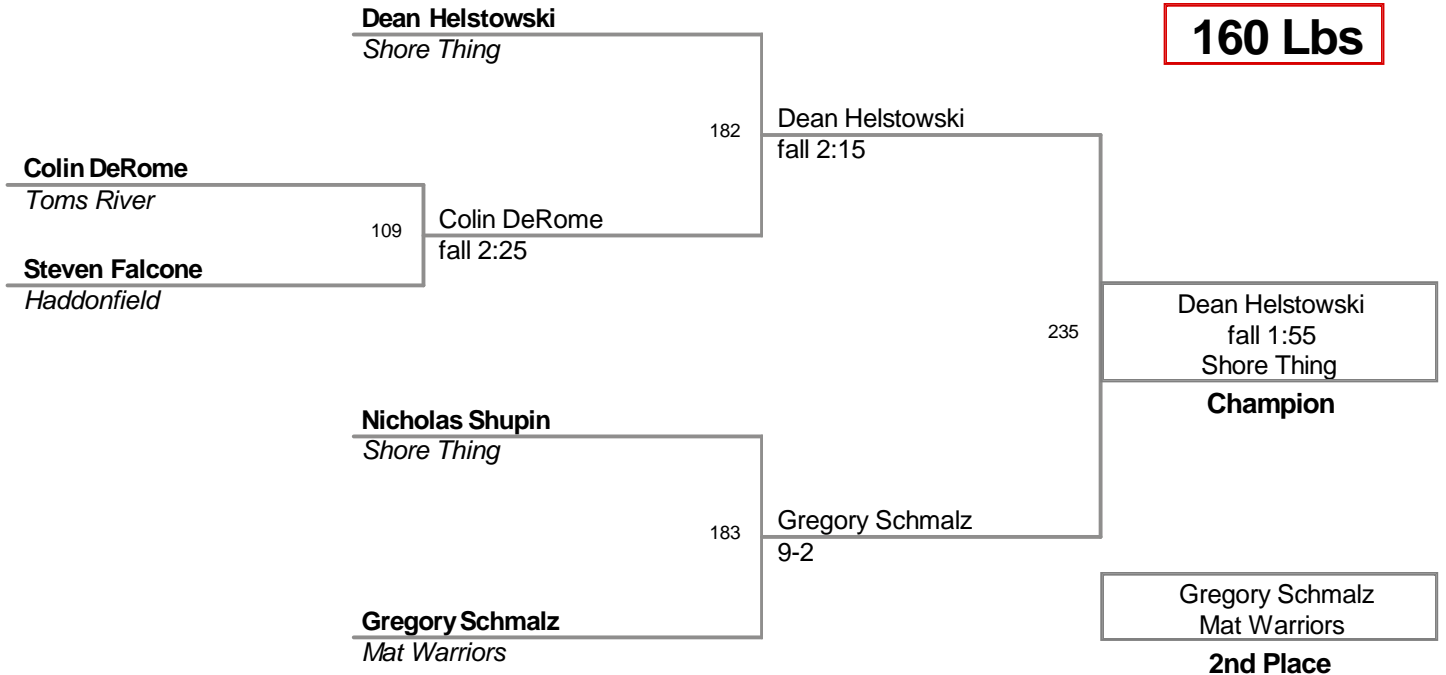 Dean Helstowski
Shore Thing
160 Lbs
182
Dean Helstowski
fall 2:15
Colin DeRome
Toms River
109
Colin DeRome
fall 2:25
Steven Falcone
Haddonfield
235
Dean Helstowski
fall 1:55
Shore Thing
Champion
Nicholas Shupin
Shore Thing
183
Gregory Schmalz
9-2
Gregory Schmalz
Mat Warriors
Gregory Schmalz
Mat Warriors
2nd Place